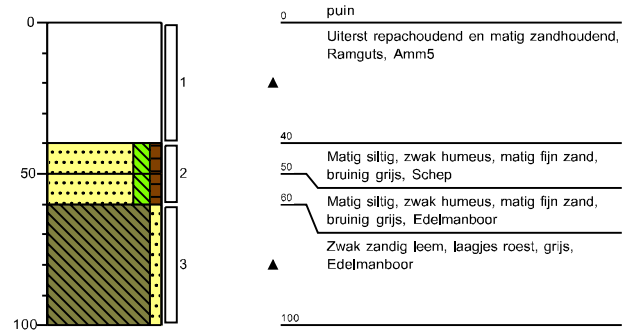 0
50
100
1
2
3
0
puin
Uiterst repachoudend en matig zandhoudend,
Ramguts, Amm5
40
Matig siltig, zwak humeus, matig fijn zand,
bruinig grijs, Schep
50
Matig siltig, zwak humeus, matig fijn zand,
bruinig grijs, Edelmanboor
60
Zwak zandig leem, laagjes roest, grijs,
Edelmanboor
100